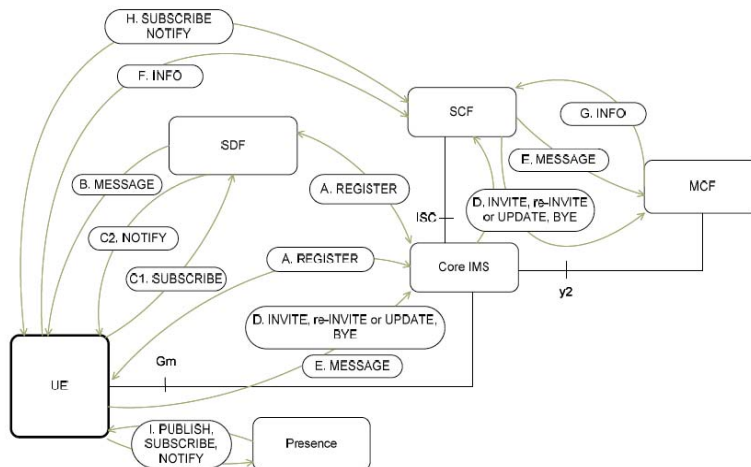 H. SUBSCRIBE
NOTIFY
F. INFO
SCF
G. INFO
SDF
E. MESSAGE
MCF
B. MESSAGE
A. REGISTER
D. INVITE, re-INVITE
or UPDATE, BYE
ISC
C2. NOTIFY
A. REGISTER
Core IMS
C1. SUBSCRIBE
y2
D. INVITE, re-INVITE or UPDATE,
BYE
Gm
E. MESSAGE
UE
I. PUBLISH,
SUBSCRIBE,
NOTIFY
Presence